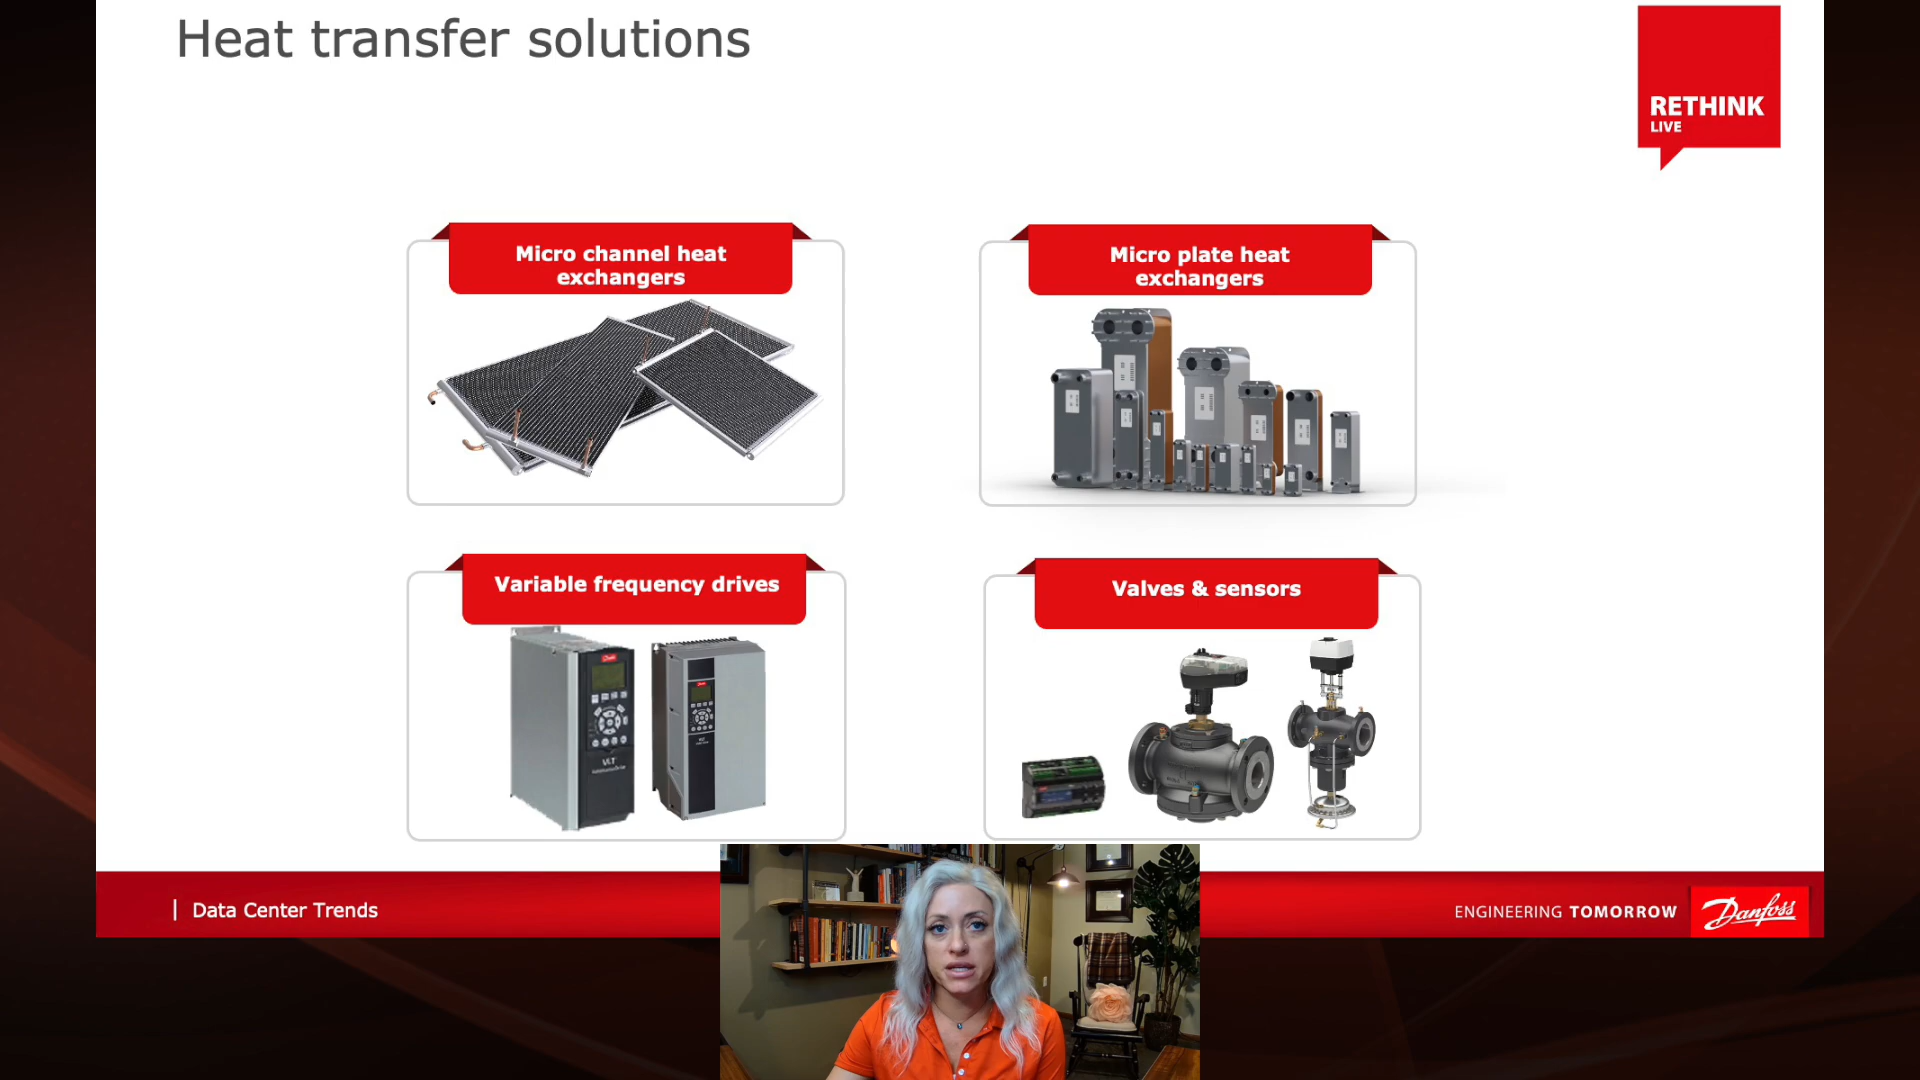 Heat transfer solutions
RETHINK
LIVE
Micro channel heat
exchangers
Micro plate heat
exchangers
Variable frequency drives
Valves & sensors
VLT
| Data Center Trends
ENGINEERING TOMORROW
Danfoss